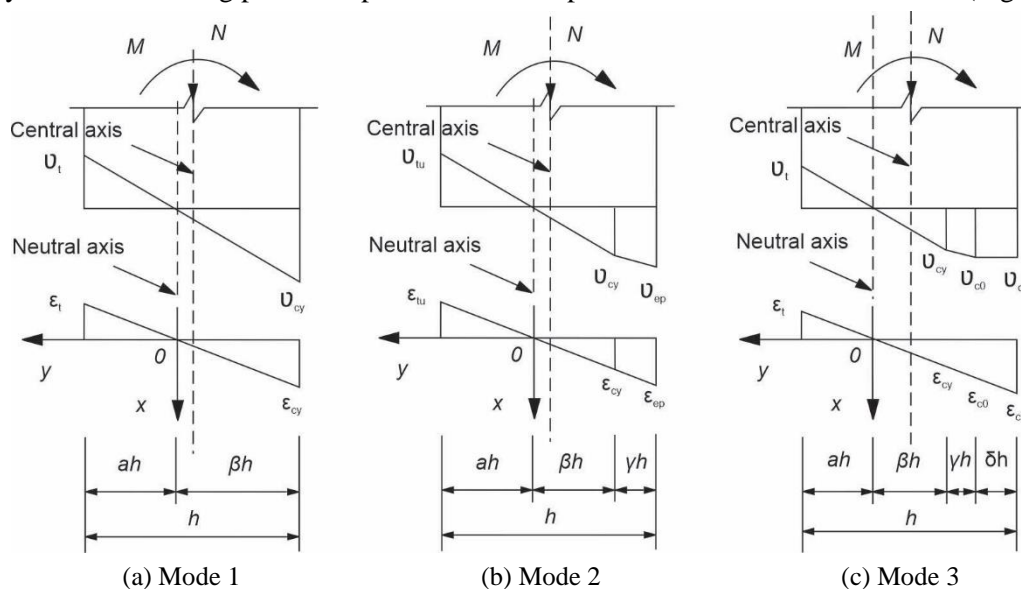 M N
Central axis
υt
Neutral axis
υcy
εt
0
y
x
εcy
ah βh
h
(a) Mode 1
M N
Central axis
υtu
Neutral axis
υcy υep
εtu
0
y
x
εcy
εep
ah βh γh
h
(b) Mode 2
M N
Central axis
υt
Neutral axis
υcy υc0
εt
0
y
x
εcy
εc0
ah βh γh δh
h
(c) Mode 3